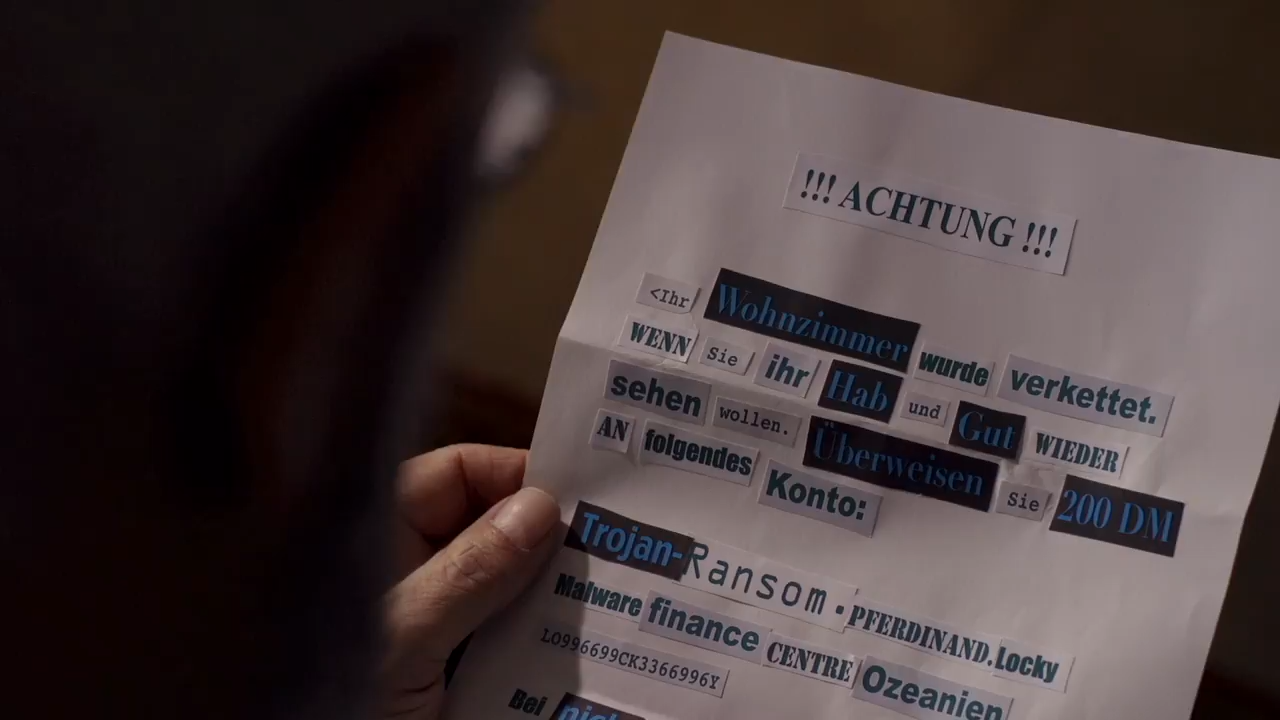 !!! ACHTUNG !!!
<Ihr Wohnzimmer wurde verkettet.
WENN Sie ihr Hab und Gut WIEDER
sehen wollen. Überweisen Sie 200 DM
AN folgendes Konto:
Trojan-Ransom.PFERDINAND.Locky
Malware finance CENTRE Ozeanien
LO996699CK3366996Y
Bei